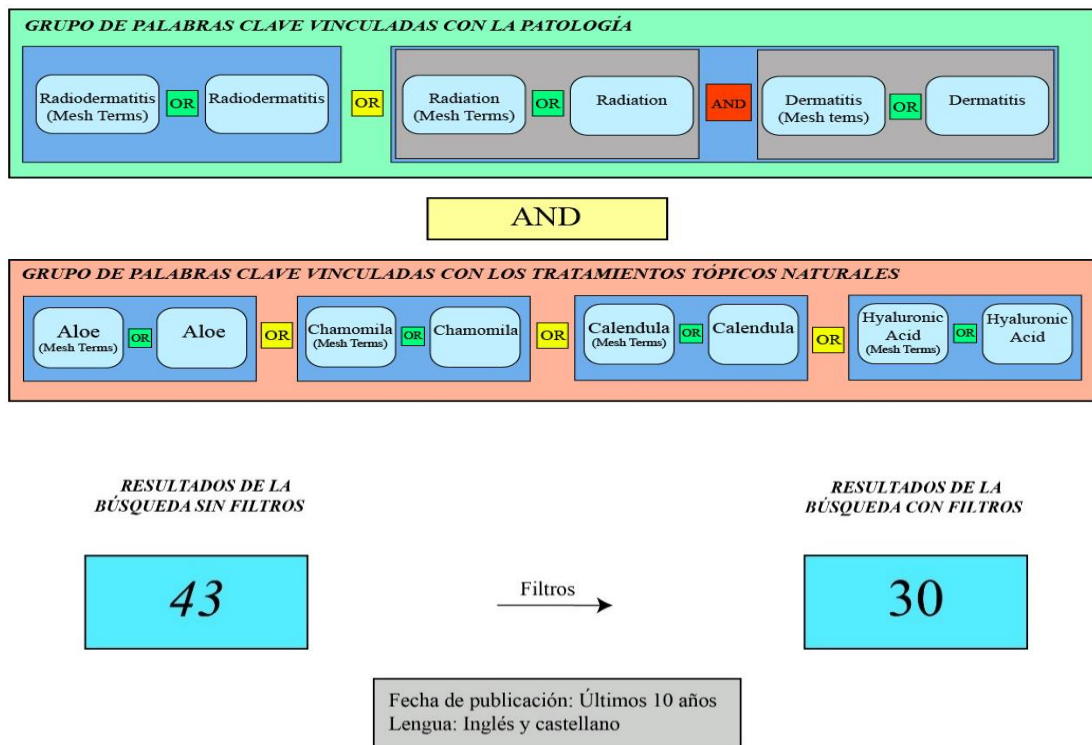 GRUPO DE PALABRAS CLAVE VINCULADAS CON LA PATOLOGÍA
Radiodermatitis
(Mesh Terms)
OR
Radiodermatitis
OR
Radiation
(Mesh Terms)
OR
Radiation
AND
Dermatitis
(Mesh tems)
OR
Dermatitis
AND
GRUPO DE PALABRAS CLAVE VINCULADAS CON LOS TRATAMIENTOS TÓPICOS NATURALES
Aloe
(Mesh Terms)
OR
Aloe
OR
Chamomila
(Mesh Terms)
OR
Chamomila
OR
Calendula
(Mesh Terms)
OR
Calendula
OR
Hyaluronic
Acid
(Mesh Terms)
OR
Hyaluronic
Acid
RESULTADOS DE LA
BÚSQUEDA SIN FILTROS
43
Filtros
RESULTADOS DE LA
BÚSQUEDA CON FILTROS
30
Fecha de publicación: Últimos 10 años
Lengua: Inglés y castellano